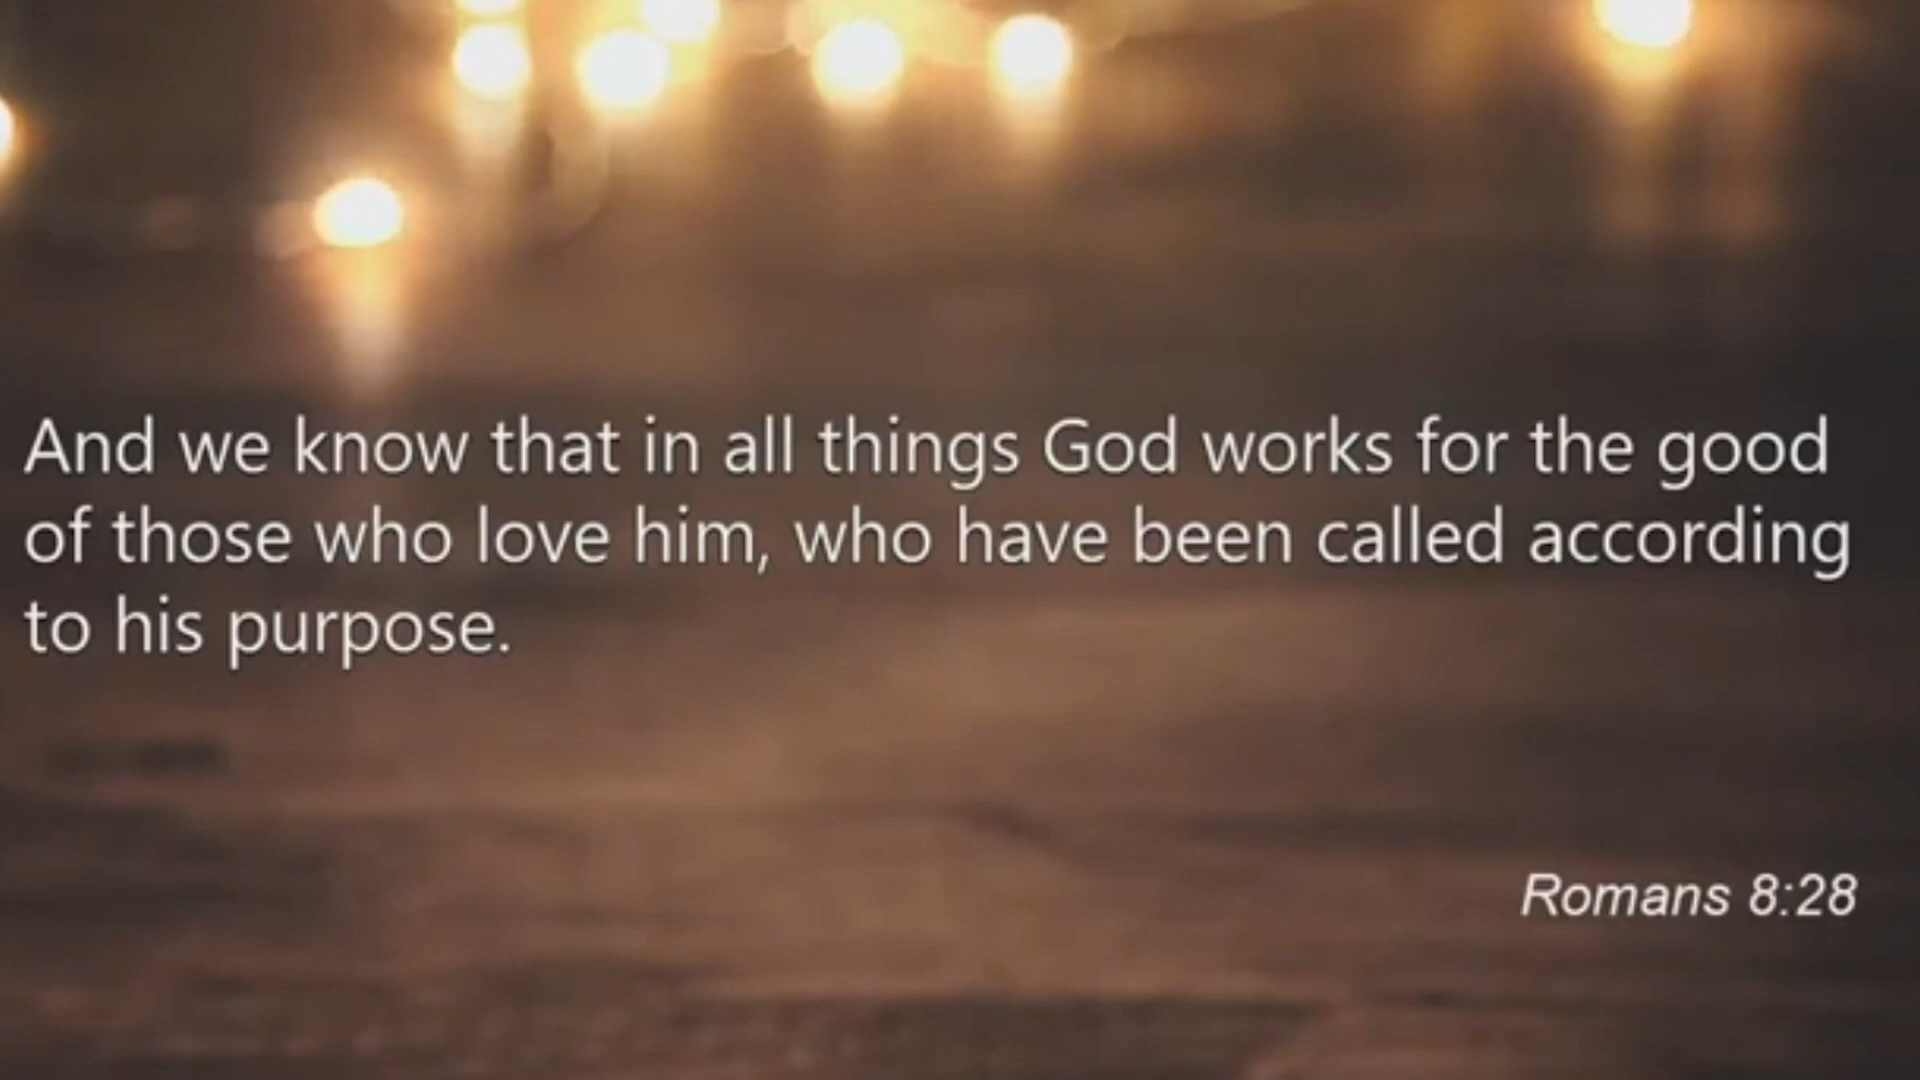 And we know that in all things God works for the good
of those who love him, who have been called according
to his purpose.
Romans 8:28